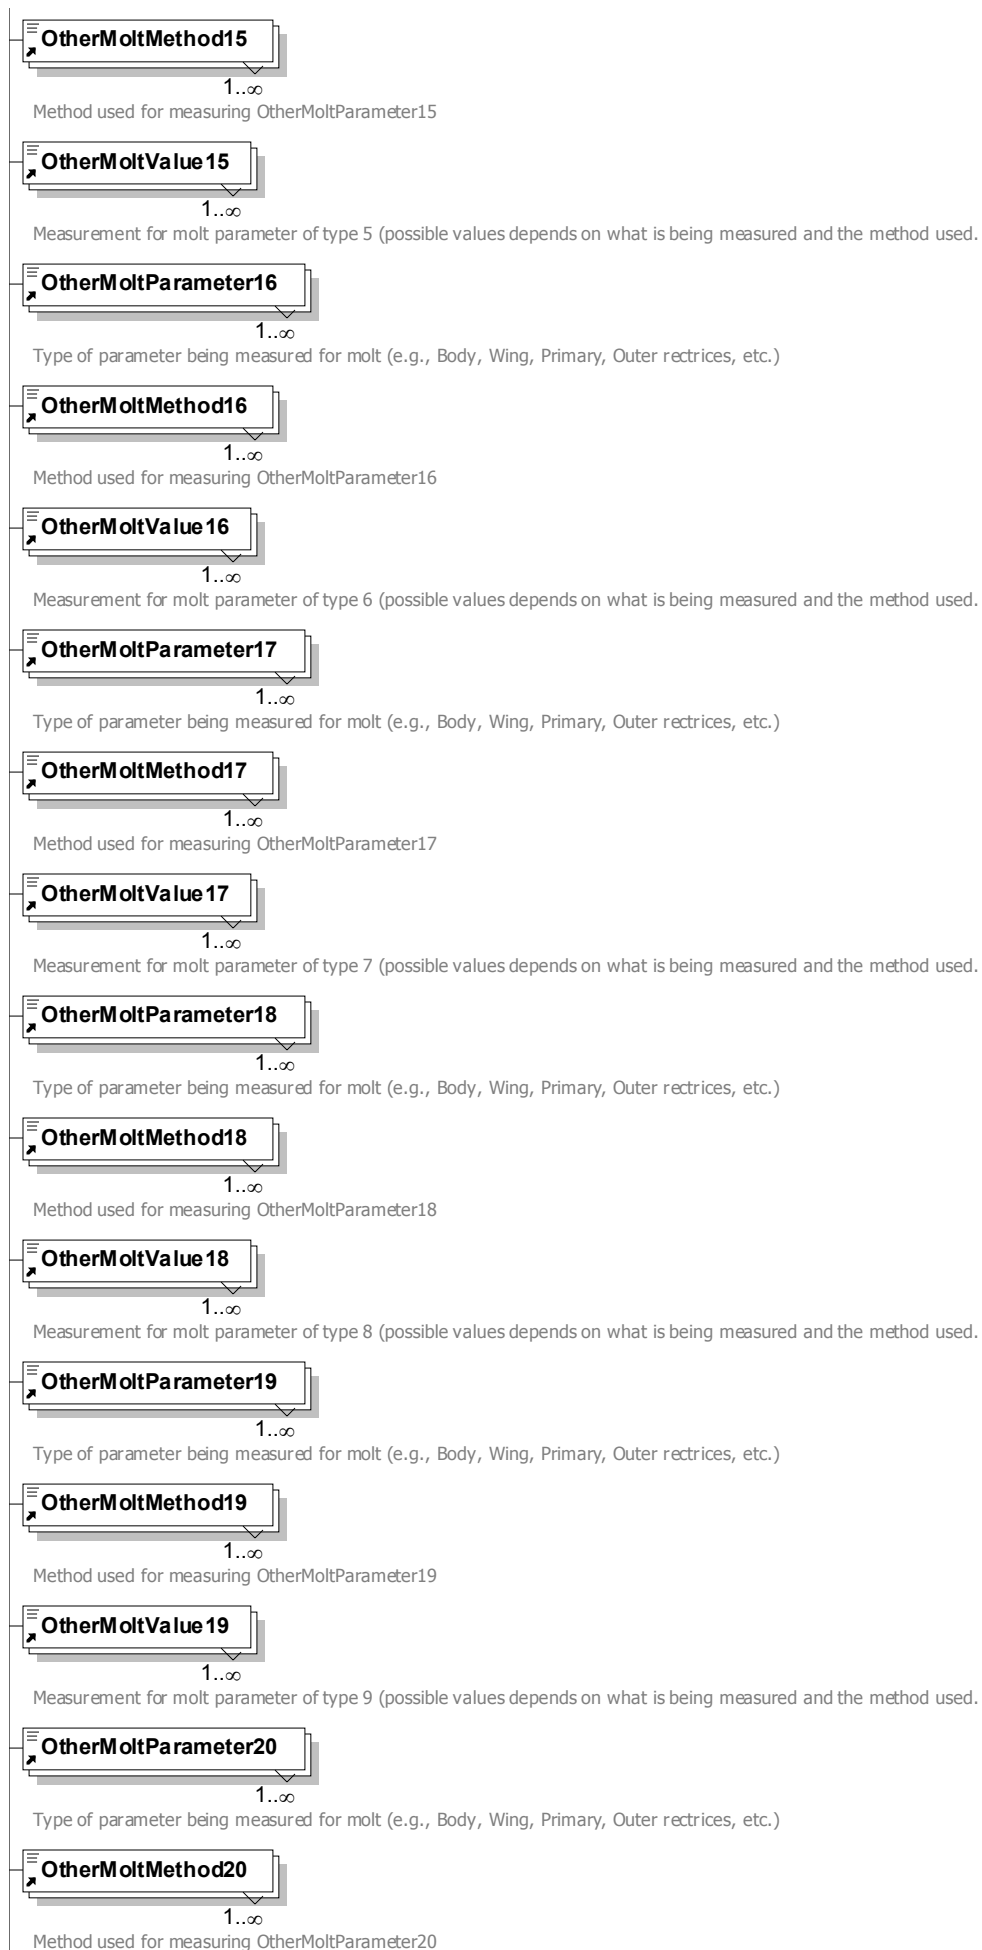 OtherMoltMethod15
1..∞
Method used for measuring OtherMoltParameter15
OtherMoltValue15
1..∞
Measurement for molt parameter of type 5 (possible values depends on what is being measured and the method used.
OtherMoltParameter16
1..∞
Type of parameter being measured for molt (e.g., Body, Wing, Primary, Outer rectrices, etc.)
OtherMoltMethod16
1..∞
Method used for measuring OtherMoltParameter16
OtherMoltValue16
1..∞
Measurement for molt parameter of type 6 (possible values depends on what is being measured and the method used.
OtherMoltParameter17
1..∞
Type of parameter being measured for molt (e.g., Body, Wing, Primary, Outer rectrices, etc.)
OtherMoltMethod17
1..∞
Method used for measuring OtherMoltParameter17
OtherMoltValue17
1..∞
Measurement for molt parameter of type 7 (possible values depends on what is being measured and the method used.
OtherMoltParameter18
1..∞
Type of parameter being measured for molt (e.g., Body, Wing, Primary, Outer rectrices, etc.)
OtherMoltMethod18
1..∞
Method used for measuring OtherMoltParameter18
OtherMoltValue18
1..∞
Measurement for molt parameter of type 8 (possible values depends on what is being measured and the method used.
OtherMoltParameter19
1..∞
Type of parameter being measured for molt (e.g., Body, Wing, Primary, Outer rectrices, etc.)
OtherMoltMethod19
1..∞
Method used for measuring OtherMoltParameter19
OtherMoltValue19
1..∞
Measurement for molt parameter of type 9 (possible values depends on what is being measured and the method used.
OtherMoltParameter20
1..∞
Type of parameter being measured for molt (e.g., Body, Wing, Primary, Outer rectrices, etc.)
OtherMoltMethod20
1..∞
Method used for measuring OtherMoltParameter20